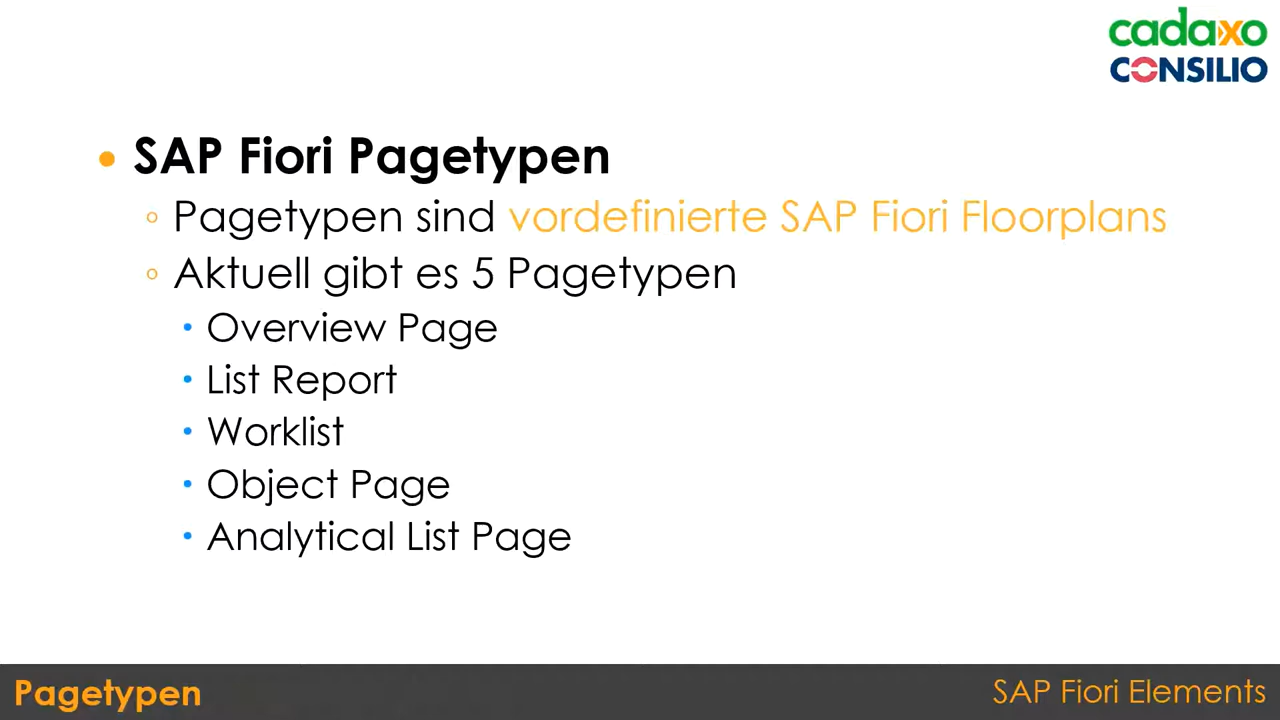 cadaxo
CONSILIO
SAP Fiori Pagetypen
Pagetypen sind vordefinierte SAP Fiori Floorplans
Aktuell gibt es 5 Pagetypen
Overview Page
List Report
Worklist
Object Page
Analytical List Page
Pagetypen
SAP Fiori Elements